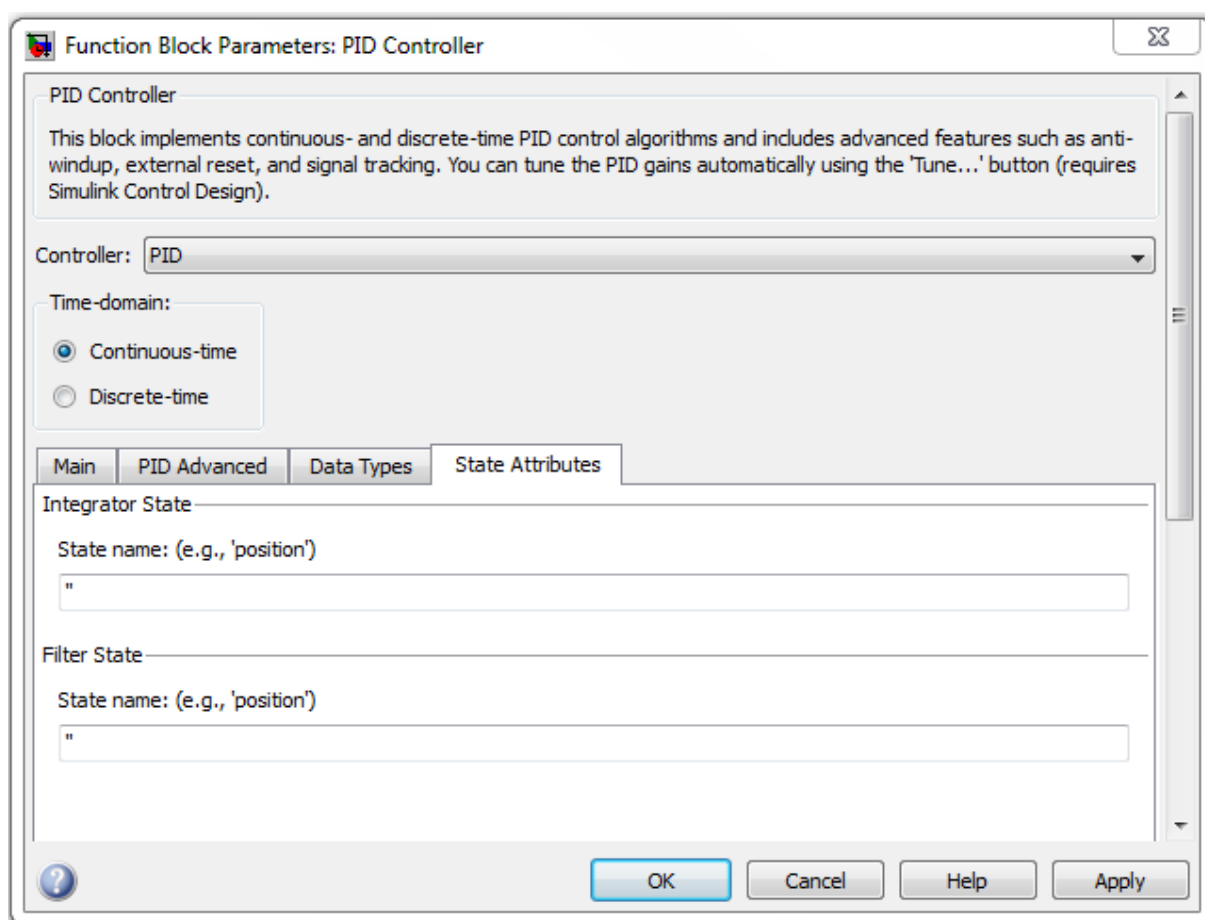 Function Block Parameters: PID Controller
PID Controller
This block implements continuous- and discrete-time PID control algorithms and includes advanced features such as anti-
windup, external reset, and signal tracking. You can tune the PID gains automatically using the 'Tune...' button (requires
Simulink Control Design).
Controller: PID
Time-domain:
Continuous-time
Discrete-time
Main PID Advanced Data Types State Attributes
Integrator State
State name: (e.g., 'position')
''
Filter State
State name: (e.g., 'position')
''
? OK Cancel Help Apply